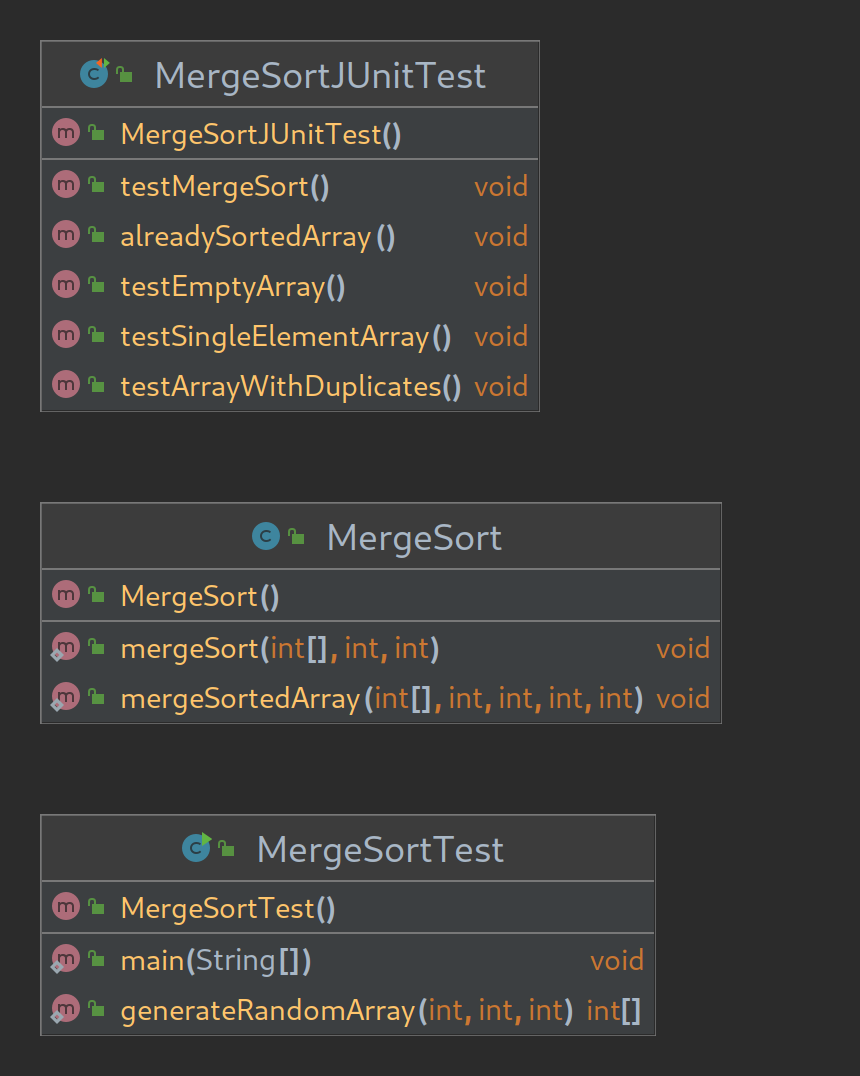 MergeSortJUnitTest
MergeSortJUnitTest()
testMergeSort() void
alreadySortedArray() void
testEmptyArray() void
testSingleElementArray() void
testArrayWithDuplicates() void
MergeSort
MergeSort()
mergeSort(int[], int, int) void
mergeSortedArray(int[], int, int, int, int) void
MergeSortTest
MergeSortTest()
main(String[]) void
generateRandomArray(int, int, int) int[]